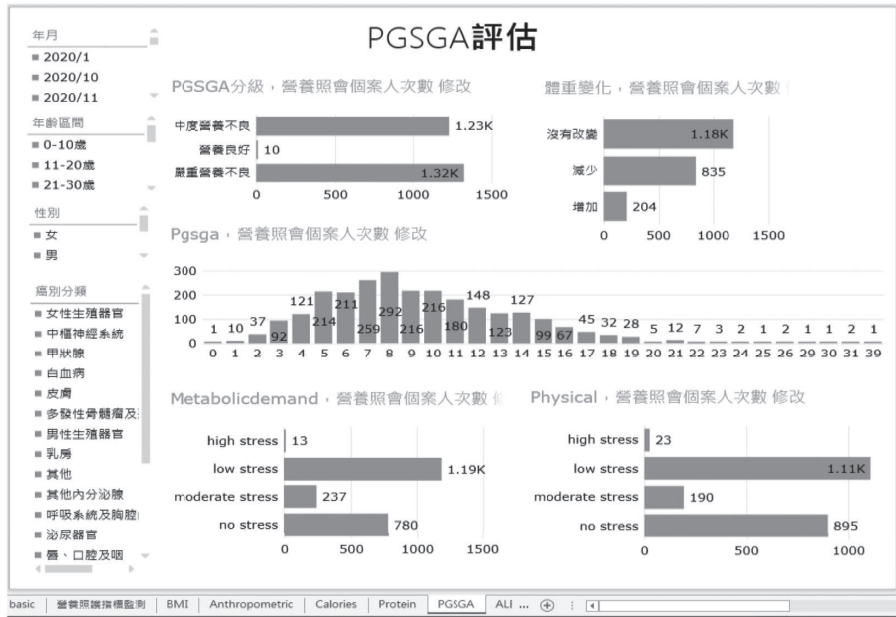 PGSGA評估
年月
2020/1
2020/10
2020/11
年齡區間
0-10歲
11-20歲
21-30歲
性別
女
男
癌別分類
女性生殖器官
中樞神經系統
甲狀腺
白血病
皮膚
多發性骨髓瘤及
男性生殖器官
乳房
其他
其他內分泌腺
呼吸系統及胸腔
泌尿器官
唇、口腔及咽
PGSGA分級,營養照會個案人次數 修改
中度營養不良 1.23K
營養良好 10
嚴重營養不良 1.32K
0 500 1000 1500
體重變化,營養照會個案人次數 修改
沒有改變 1.18K
減少 835
增加 204
0 500 1000 1500
Pgsga,營養照會個案人次數 修改
300
200
100
0
1 10 37 92 121 214 211 259 292 216 216 180 148 123 127 99 67 45 32 28 5 12 7 3 2 1 2 1 1 2 1
0 1 2 3 4 5 6 7 8 9 10 11 12 13 14 15 16 17 18 19 20 21 22 23 24 25 26 29 30 31 39
Metabolicdemand,營養照會個案人次數
high stress 13
low stress 1.19K
moderate stress 237
no stress 780
0 500 1000 1500
Physical,營養照會個案人次數 修改
high stress 23
low stress 1.11K
moderate stress 190
no stress 895
0 500 1000
basic 營養照護指標監測 BMI Anthropometric Calories Protein PGSGA ALI ...